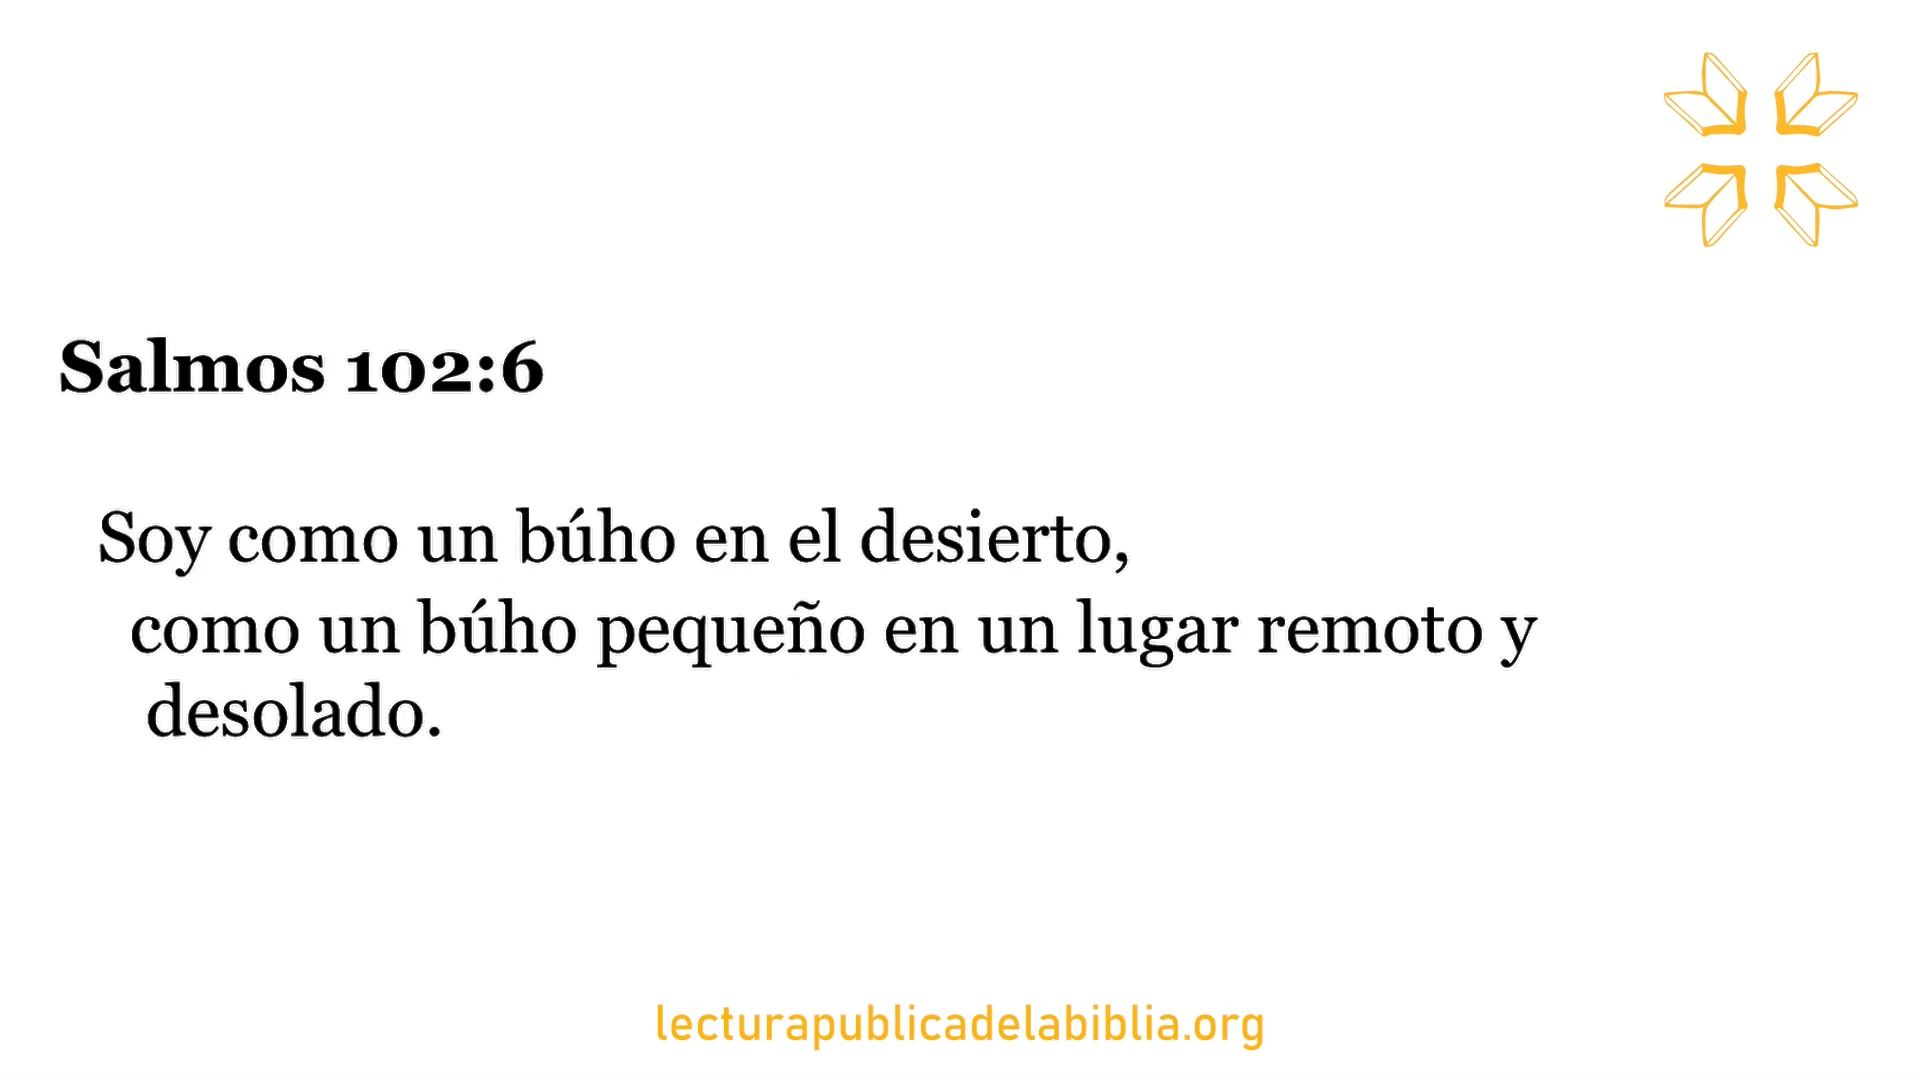 Salmos 102:6
Soy como un búho en el desierto,
como un búho pequeño en un lugar remoto y
desolado.
lecturapublicadelabiblia.org